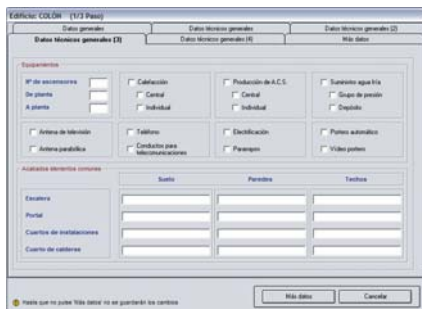 Edificio: COLÓN (1/3 Paso)
Datos generales
Datos técnicos generales
Datos técnicos generales (2)
Datos técnicos generales (3)
Datos técnicos generales (4)
Más datos
Equipamientos
Nº de ascensores
De planta
A planta
Calefacción
Central
Individual
Producción de A.C.S.
Central
Individual
Suministro agua fría
Grupo de presión
Depósito
Antena de televisión
Teléfono
Electrificación
Portero automático
Antena parabólica
Conductos para telecomunicaciones
Pararrayos
Vídeo portero
Acabados elementos comunes
Suelo
Paredes
Techos
Escalera
Portal
Cuartos de instalaciones
Cuarto de calderas
Hasta que no pulse 'Más datos' no se guardarán los cambios
Más datos
Cancelar